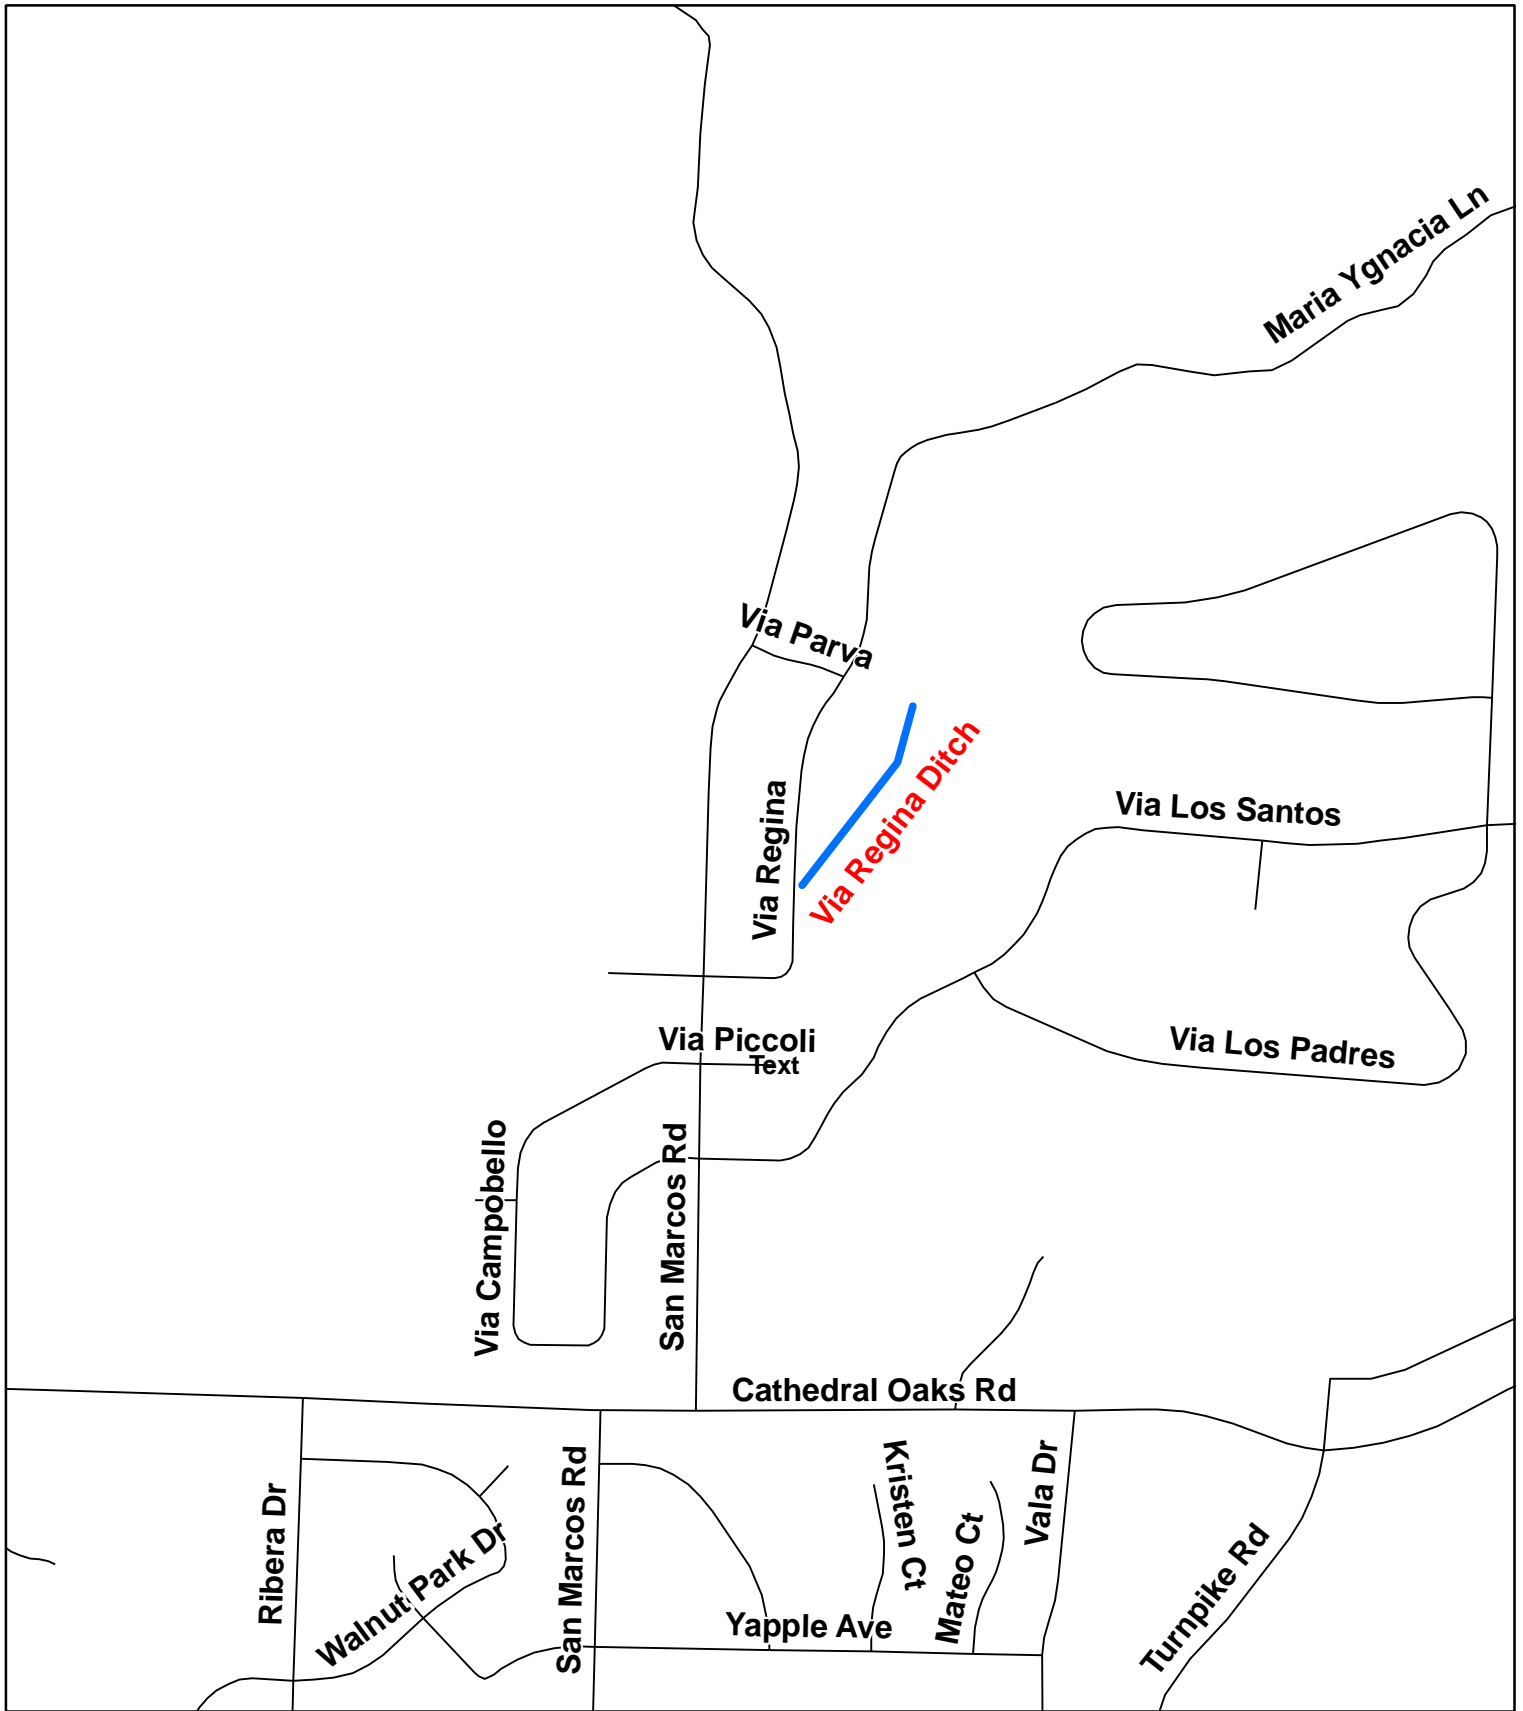 Maria Ygnacia Ln
Via Parva
Via Regina Ditch
Via Regina
Via Los Santos
Via Piccoli
Text
Via Los Padres
Via Campobello
San Marcos Rd
Cathedral Oaks Rd
Ribera Dr
Walnut Park Dr
San Marcos Rd
Kristen Ct
Mateo Ct
Vala Dr
Yapple Ave
Turnpike Rd